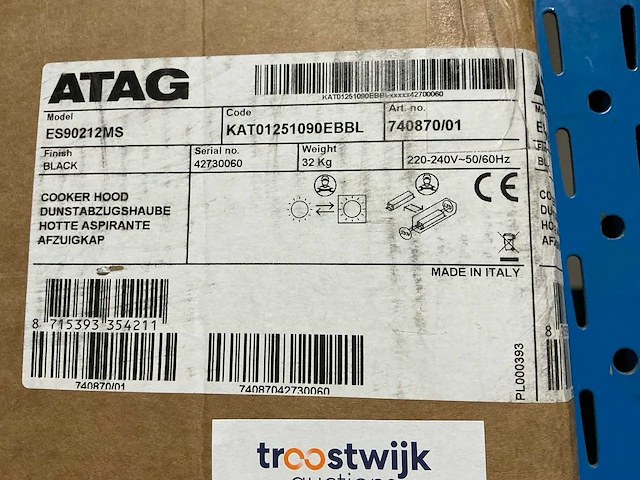 ATAG
KAT01251090EBBL-xxxxx42700060
Model
ES90212MS
Code
KAT01251090EBBL
Art. no.
740870/01
Finish
BLACK
Serial no.
42730060
Weight
32 Kg
220-240V~50/60Hz
COOKER HOOD
DUNSTABZUGSHAUBE
HOTTE ASPIRANTE
AFZUIGKAP
CE
MADE IN ITALY
8 715393 354211
740870/01
74087042730060
PL000393
troostwijk
auctions